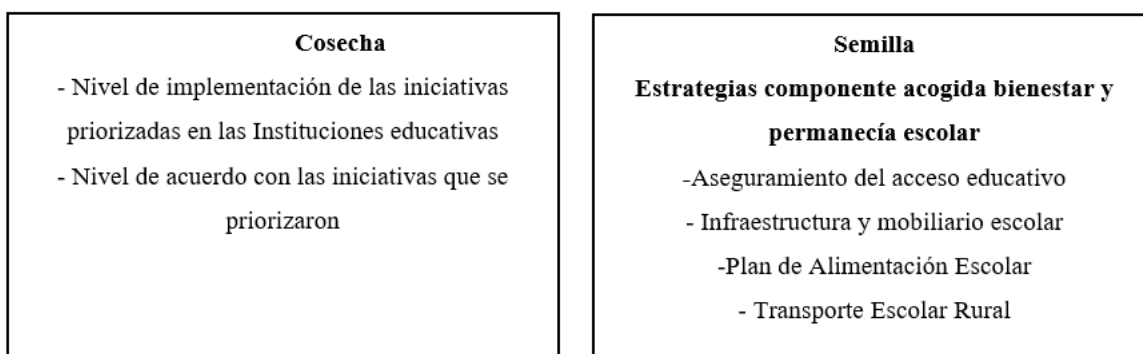 Cosecha
- Nivel de implementación de las iniciativas
priorizadas en las Instituciones educativas
- Nivel de acuerdo con las iniciativas que se
priorizaron
Semilla
Estrategias componente acogida bienestar y
permanecía escolar
-Aseguramiento del acceso educativo
- Infraestructura y mobiliario escolar
-Plan de Alimentación Escolar
- Transporte Escolar Rural